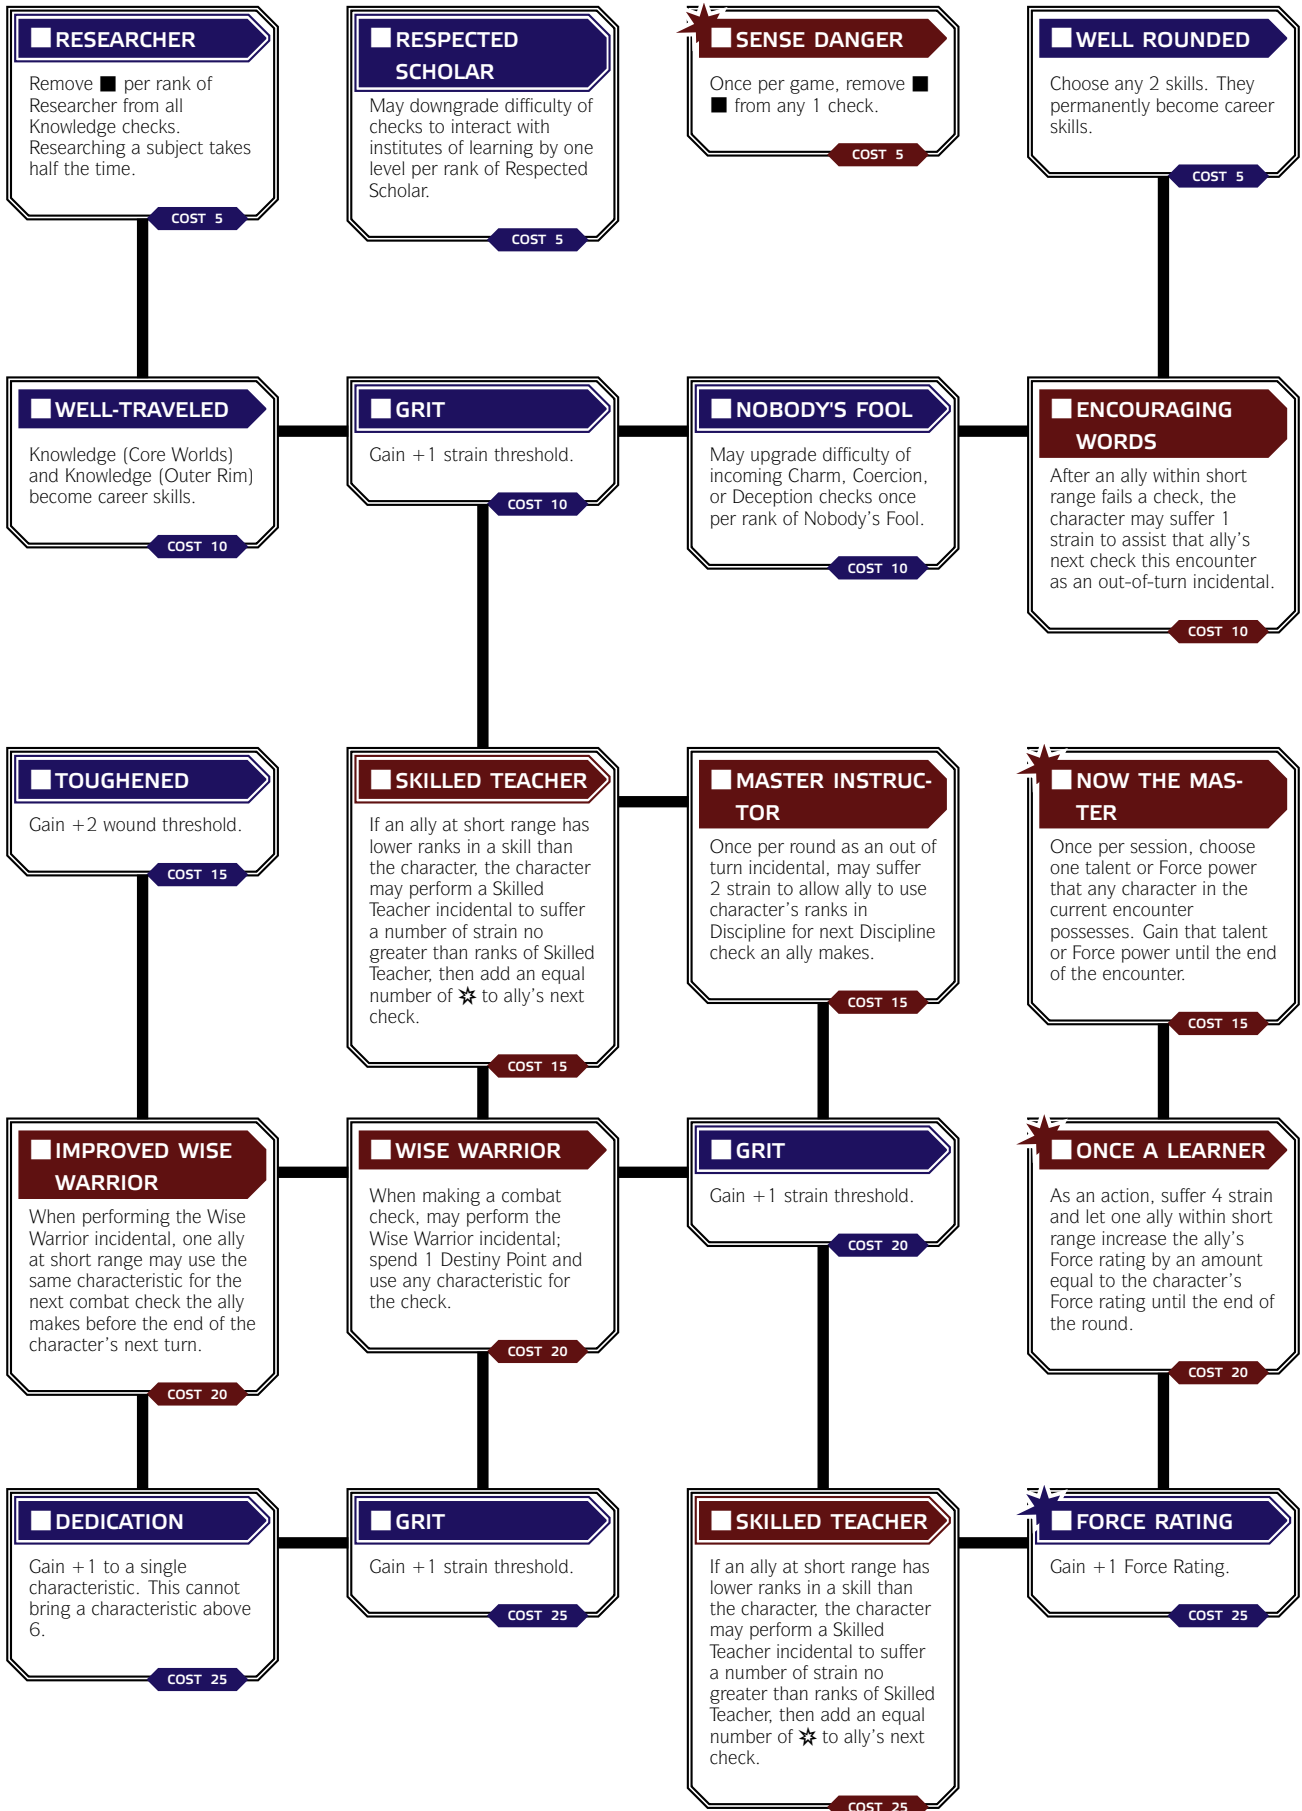 RESEARCHER
Remove ■ per rank of
Researcher from all
Knowledge checks.
Researching a subject takes
half the time.
COST 5
RESPECTED
SCHOLAR
May downgrade difficulty of
checks to interact with
institutes of learning by one
level per rank of Respected
Scholar.
COST 5
SENSE DANGER
Once per game, remove ■
■ from any 1 check.
COST 5
WELL ROUNDED
Choose any 2 skills. They
permanently become career
skills.
COST 5
WELL-TRAVELED
Knowledge (Core Worlds)
and Knowledge (Outer Rim)
become career skills.
COST 10
GRIT
Gain +1 strain threshold.
COST 10
NOBODY'S FOOL
May upgrade difficulty of
incoming Charm, Coercion,
or Deception checks once
per rank of Nobody's Fool.
COST 10
ENCOURAGING
WORDS
After an ally within short
range fails a check, the
character may suffer 1
strain to assist that ally's
next check this encounter
as an out-of-turn incidental.
COST 10
TOUGHENED
Gain +2 wound threshold.
COST 15
SKILLED TEACHER
If an ally at short range has
lower ranks in a skill than
the character, the character
may perform a Skilled
Teacher incidental to suffer
a number of strain no
greater than ranks of Skilled
Teacher, then add an equal
number of to ally's next
check.
COST 15
MASTER INSTRUC-
TOR
Once per round as an out of
turn incidental, may suffer
2 strain to allow ally to use
character's ranks in
Discipline for next Discipline
check an ally makes.
COST 15
NOW THE MAS-
TER
Once per session, choose
one talent or Force power
that any character in the
current encounter
possesses. Gain that talent
or Force power until the end
of the encounter.
COST 15
IMPROVED WISE
WARRIOR
When performing the Wise
Warrior incidental, one ally
at short range may use the
same characteristic for the
next combat check the ally
makes before the end of the
character's next turn.
COST 20
WISE WARRIOR
When making a combat
check, may perform the
Wise Warrior incidental;
spend 1 Destiny Point and
use any characteristic for
the check.
COST 20
GRIT
Gain +1 strain threshold.
COST 20
ONCE A LEARNER
As an action, suffer 4 strain
and let one ally within short
range increase the ally's
Force rating by an amount
equal to the character's
Force rating until the end of
the round.
COST 20
DEDICATION
Gain +1 to a single
characteristic. This cannot
bring a characteristic above
6.
COST 25
GRIT
Gain +1 strain threshold.
COST 25
SKILLED TEACHER
If an ally at short range has
lower ranks in a skill than
the character, the character
may perform a Skilled
Teacher incidental to suffer
a number of strain no
greater than ranks of Skilled
Teacher, then add an equal
number of to ally's next
check.
COST 25
FORCE RATING
Gain +1 Force Rating.
COST 25